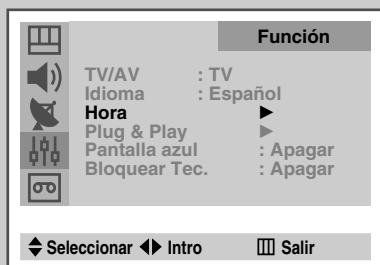 Función
TV/AV : TV
Idioma : Español
Hora ►
Plug & Play ►
Pantalla azul : Apagar
Bloquear Tec. : Apagar
Seleccionar Intro Salir